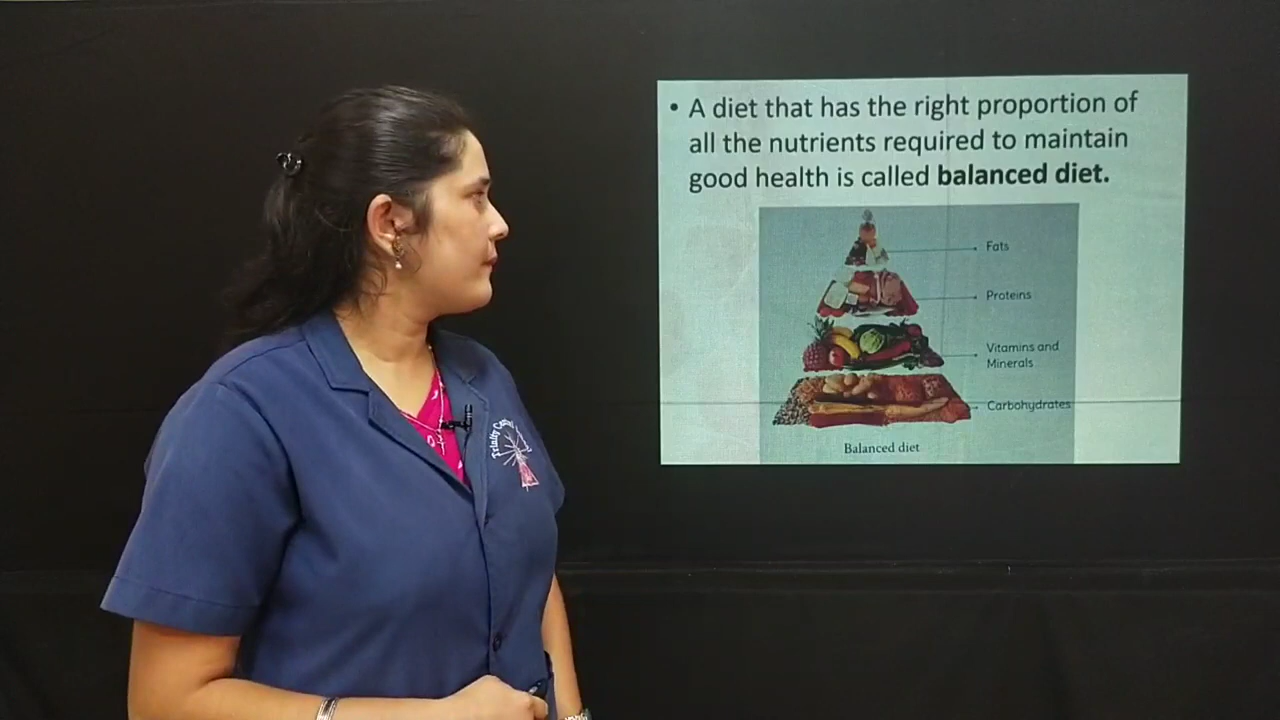 • A diet that has the right proportion of
all the nutrients required to maintain
good health is called balanced diet.
Fats
Proteins
Vitamins and
Minerals
Carbohydrates
Balanced diet
Trinity